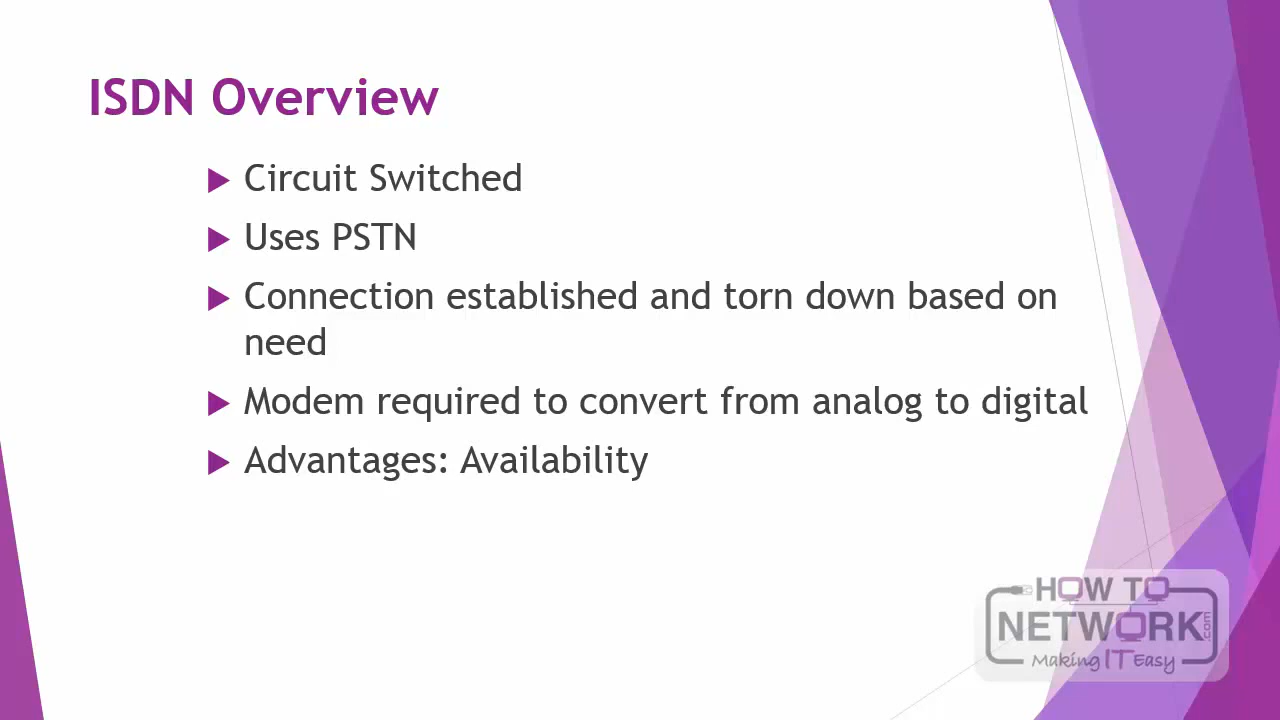 ISDN Overview
Circuit Switched
Uses PSTN
Connection established and torn down based on
need
Modem required to convert from analog to digital
Advantages: Availability
HOW TO
NETWORK.com
Making IT Easy